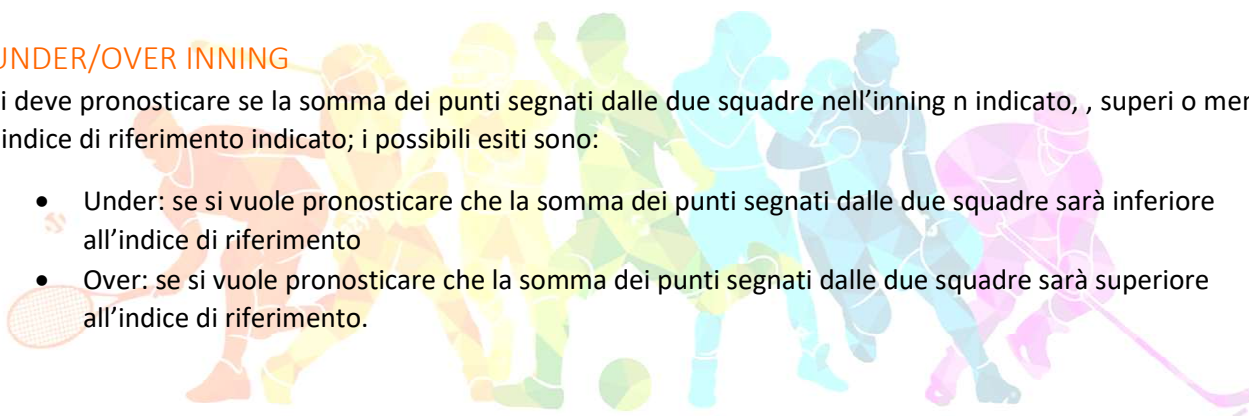 UNDER/OVER INNING
i deve pronosticare se la somma dei punti segnati dalle due squadre nell’inning n indicato, , superi o mer
indice di riferimento indicato; i possibili esiti sono:
• Under: se si vuole pronosticare che la somma dei punti segnati dalle due squadre sarà inferiore
all’indice di riferimento
• Over: se si vuole pronosticare che la somma dei punti segnati dalle due squadre sarà superiore
all’indice di riferimento.